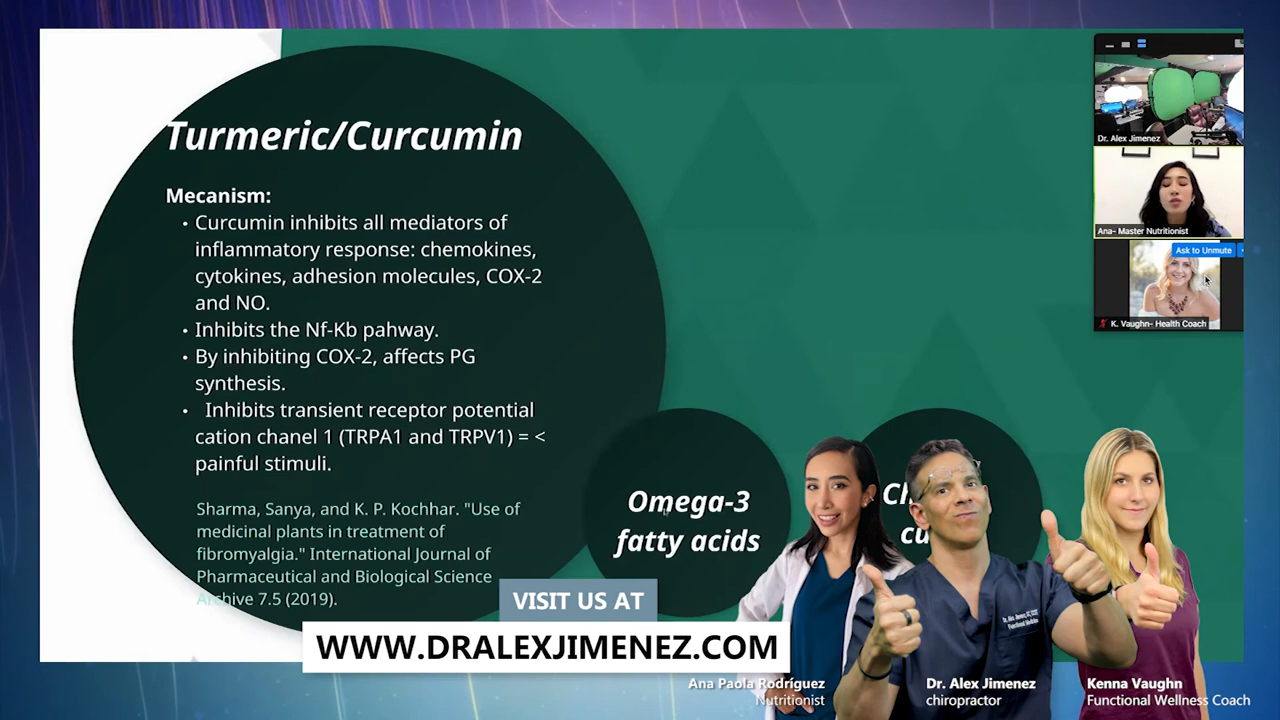 Turmeric/Curcumin
Mecanism:
• Curcumin inhibits all mediators of
inflammatory response: chemokines,
cytokines, adhesion molecules, COX-2
and NO.
• Inhibits the Nf-Kb pahway.
• By inhibiting COX-2, affects PG
synthesis.
• Inhibits transient receptor potential
cation chanel 1 (TRPA1 and TRPV1) = <
painful stimuli.
Sharma, Sanya, and K. P. Kochhar. "Use of
medicinal plants in treatment of
fibromyalgia." International Journal of
Pharmaceutical and Biological Science
Archive 7.5 (2019).
Omega-3
fatty acids
Dr. Alex Jimenez
Ana- Master Nutritionist
Ask to Unmute
K. Vaughn- Health Coach
VISIT US AT
WWW.DRALEXJIMENEZ.COM
Ana Paola Rodríguez
Nutritionist
Dr. Alex Jimenez
chiropractor
Kenna Vaughn
Functional Wellness Coach